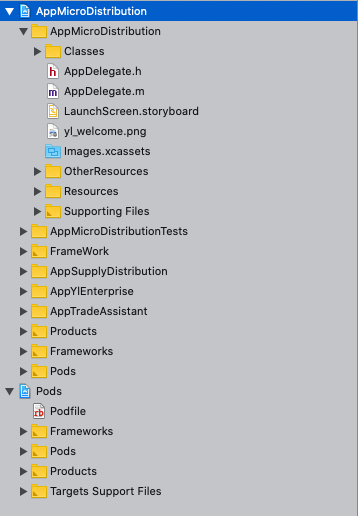 AppMicroDistribution
AppMicroDistribution
Classes
h AppDelegate.h
m AppDelegate.m
LaunchScreen.storyboard
yl_welcome.png
Images.xcassets
OtherResources
Resources
Supporting Files
AppMicroDistributionTests
FrameWork
AppSupplyDistribution
AppYIEnterprise
AppTradeAssistant
Products
Frameworks
Pods
Pods
rb Podfile
Frameworks
Pods
Products
Targets Support Files